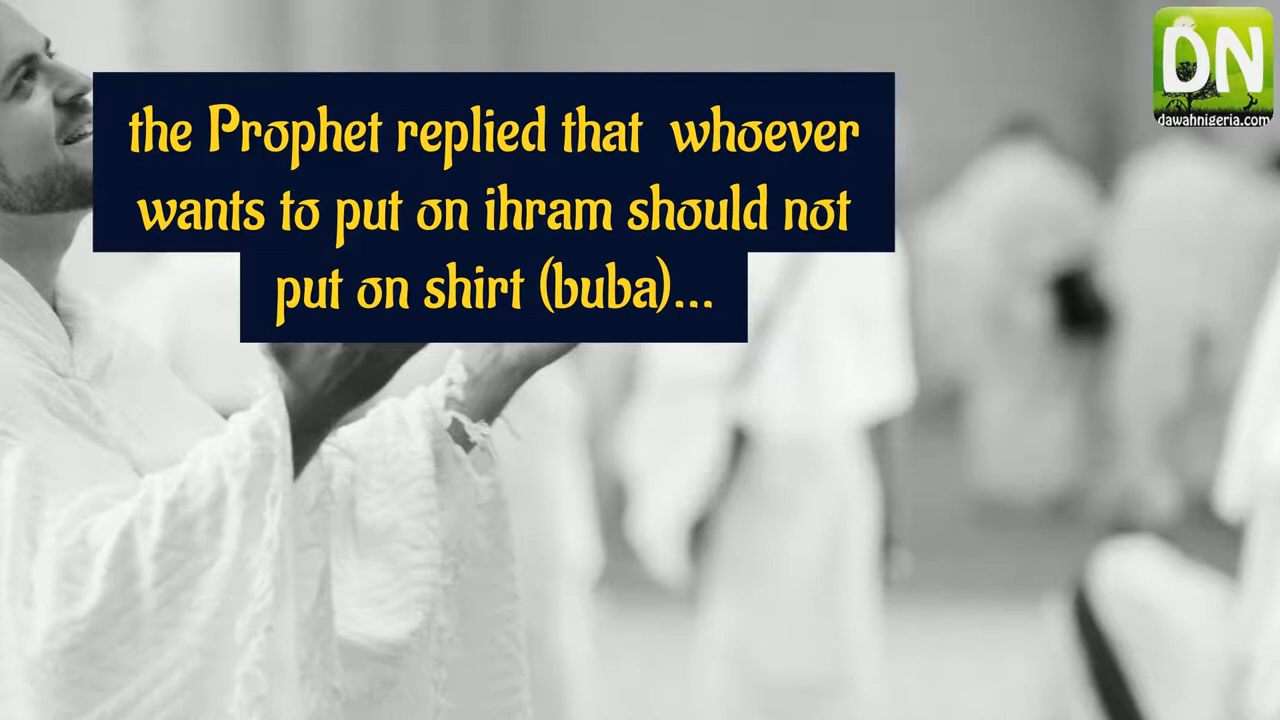 the Prophet replied that whoever
wants to put on ihram should not
put on shirt (buba)...
DN
dawahnigeria.com